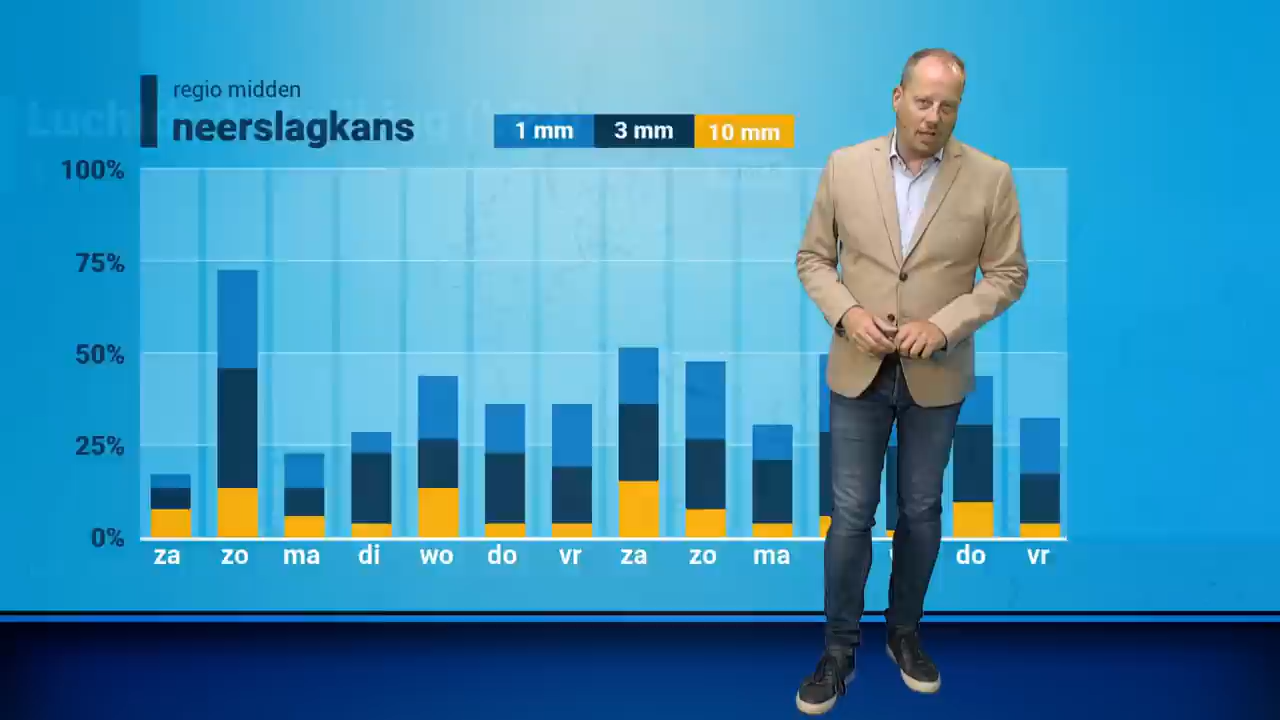 regio midden
neerslagkans
1 mm 3 mm 10 mm
100%
75%
50%
25%
0%
za zo ma di wo do vr za zo ma do vr